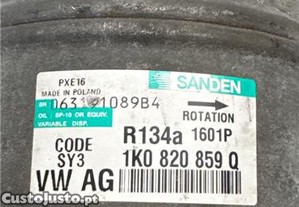 PXE16
MADE IN POLAND
SANDEN
SN
OIL : SP-10 OR EQUIV.
VARIABLE DISP.
ROTATION
R134a 1601P
CODE
SY3
1K0 820 859 Q
VW AG
CustoJusto.pt